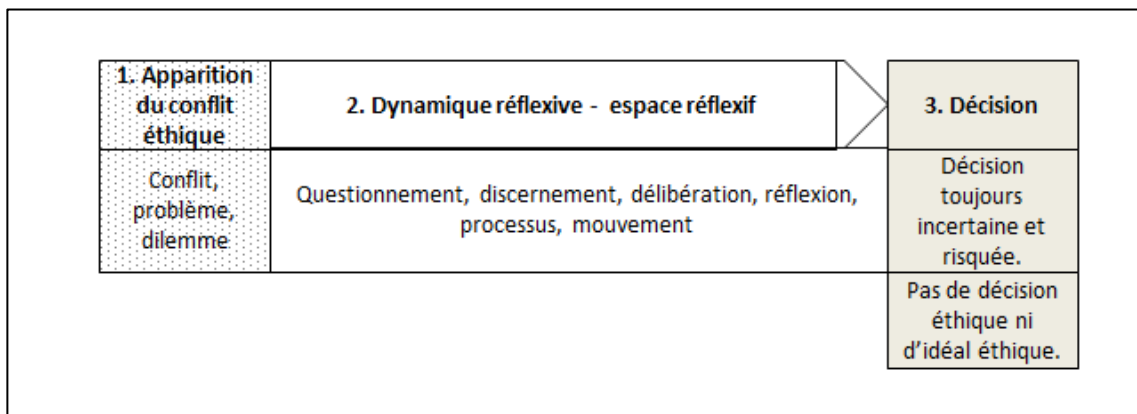 1. Apparition
du conflit
éthique
2. Dynamique réflexive - espace réflexif
3. Décision
Conflit,
problème,
dilemme
Questionnement, discernement, délibération, réflexion,
processus, mouvement
Décision
toujours
incertaine et
risquée.
Pas de décision
éthique ni
d'idéal éthique.